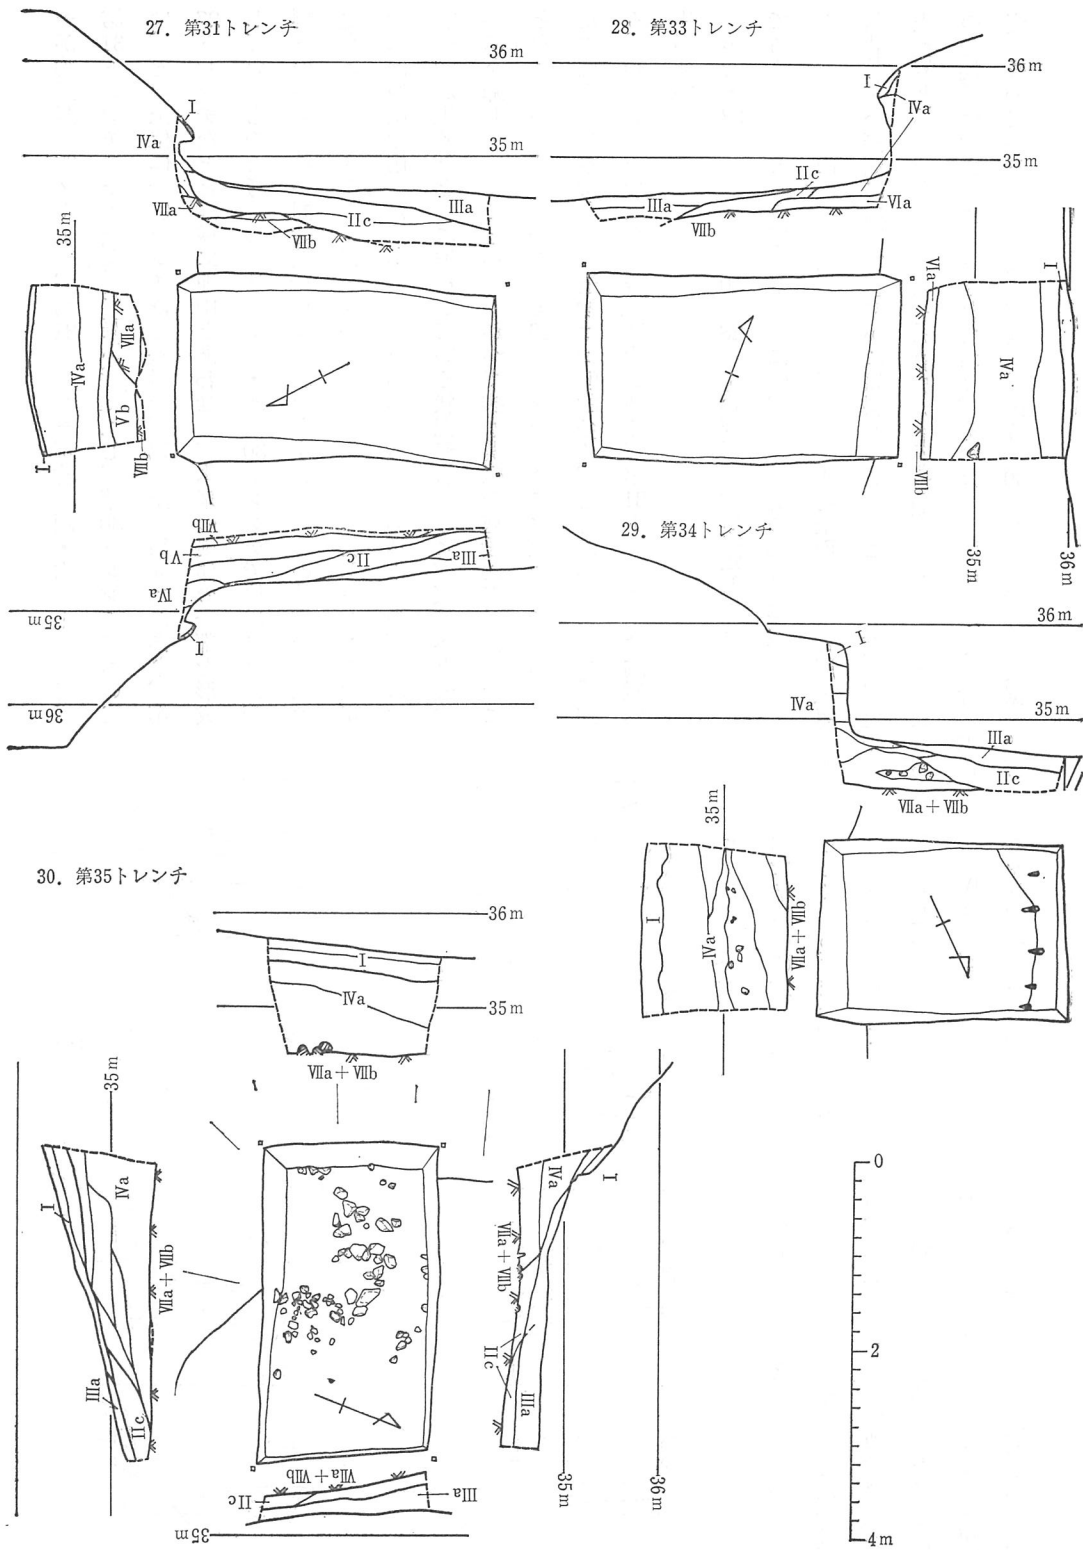 27. 第31トレンチ
36m
I
IVa
35m
VIIa
IIc
IIIa
VIIb
35m
IVa
VIIa
Vb
VIIb
I
VIIb
Vb
IIc
IIIa
IVa
35m
I
36m
28. 第33トレンチ
36m
I
IVa
35m
IIc
IIIa
VIa
VIIb
VIa
I
IVa
VIIb
35m
36m
29. 第34トレンチ
36m
I
IVa
35m
IIIa
IIc
VIIa+VIIb
35m
I
IVa
VIIa+VIIb
30. 第35トレンチ
36m
I
IVa
35m
VIIa+VIIb
35m
I
IVa
VIIa+VIIb
IIIa
IIc
IVa
I
VIIa+VIIb
IIc
IIIa
35m
36m
VIIa+VIIb
IIc
IIIa
35m
0
2
4m